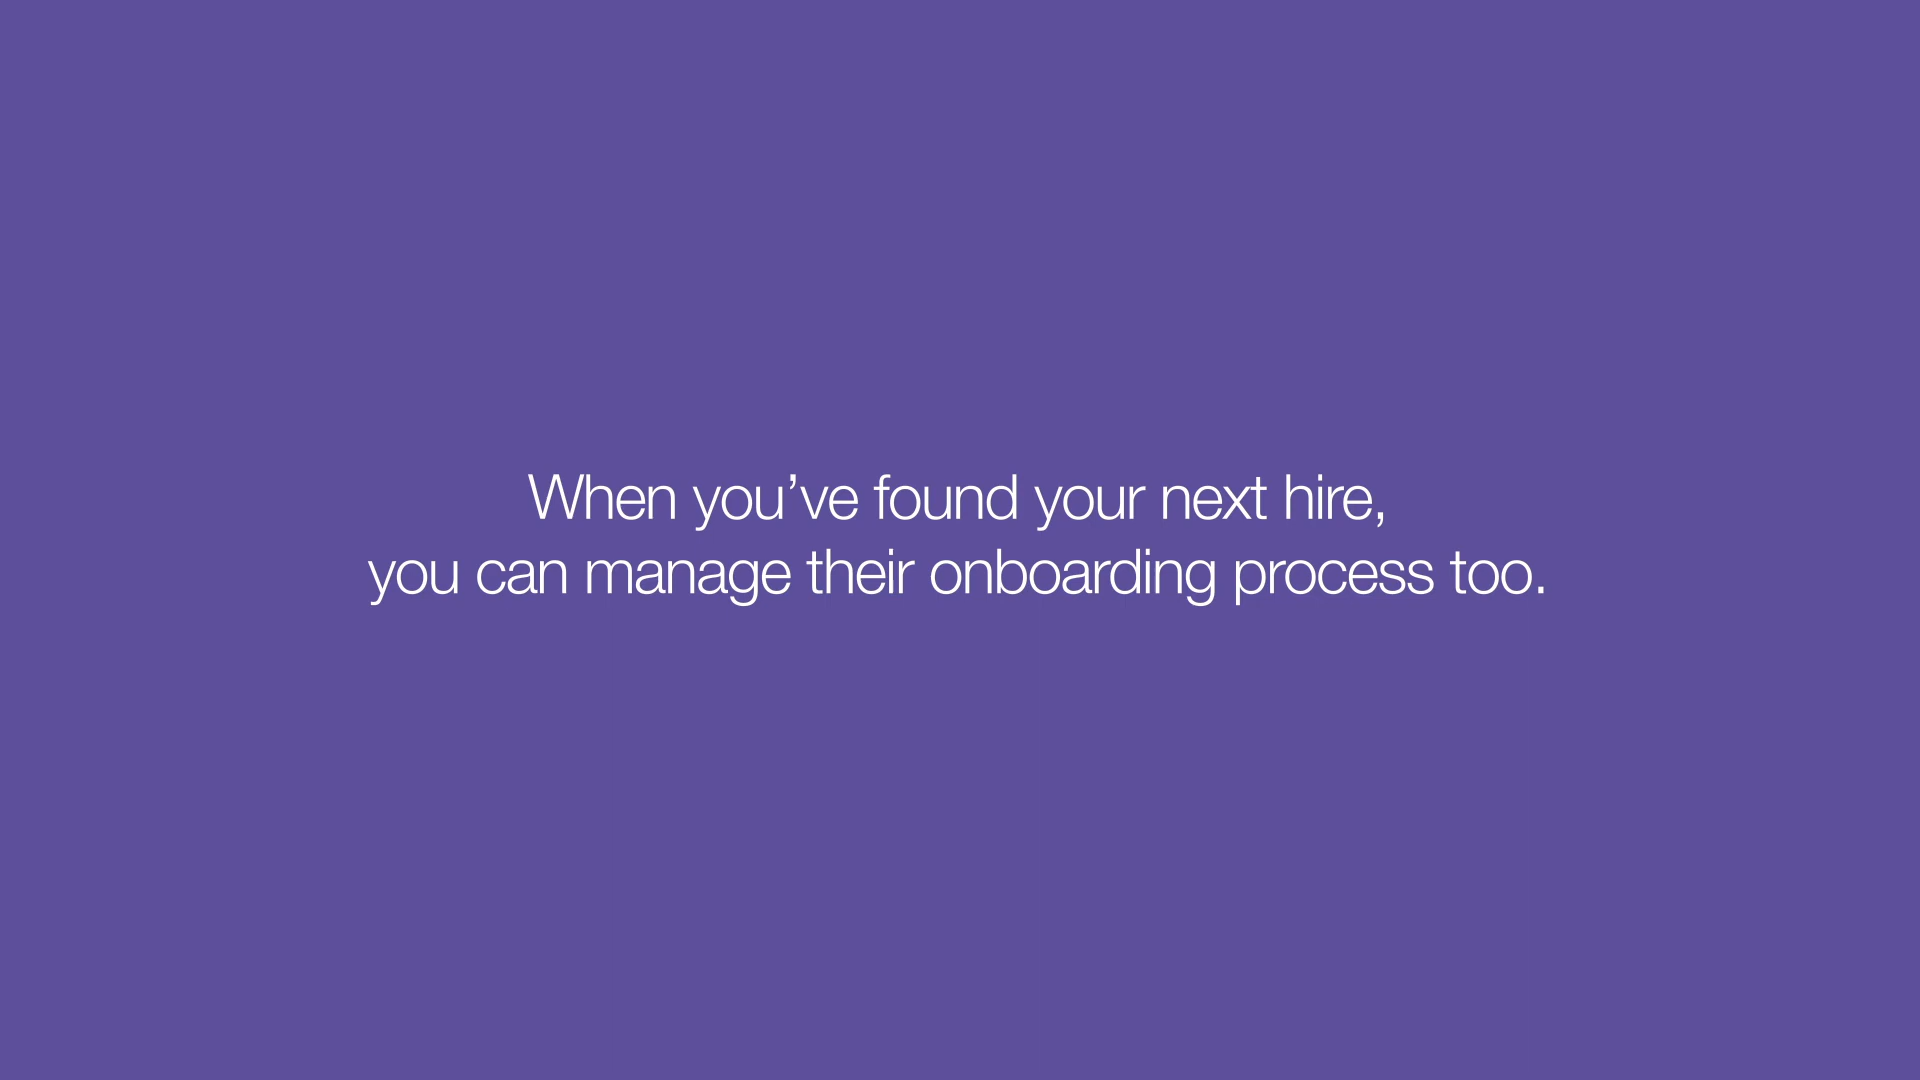 When you’ve found your next hire,
you can manage their onboarding process too.